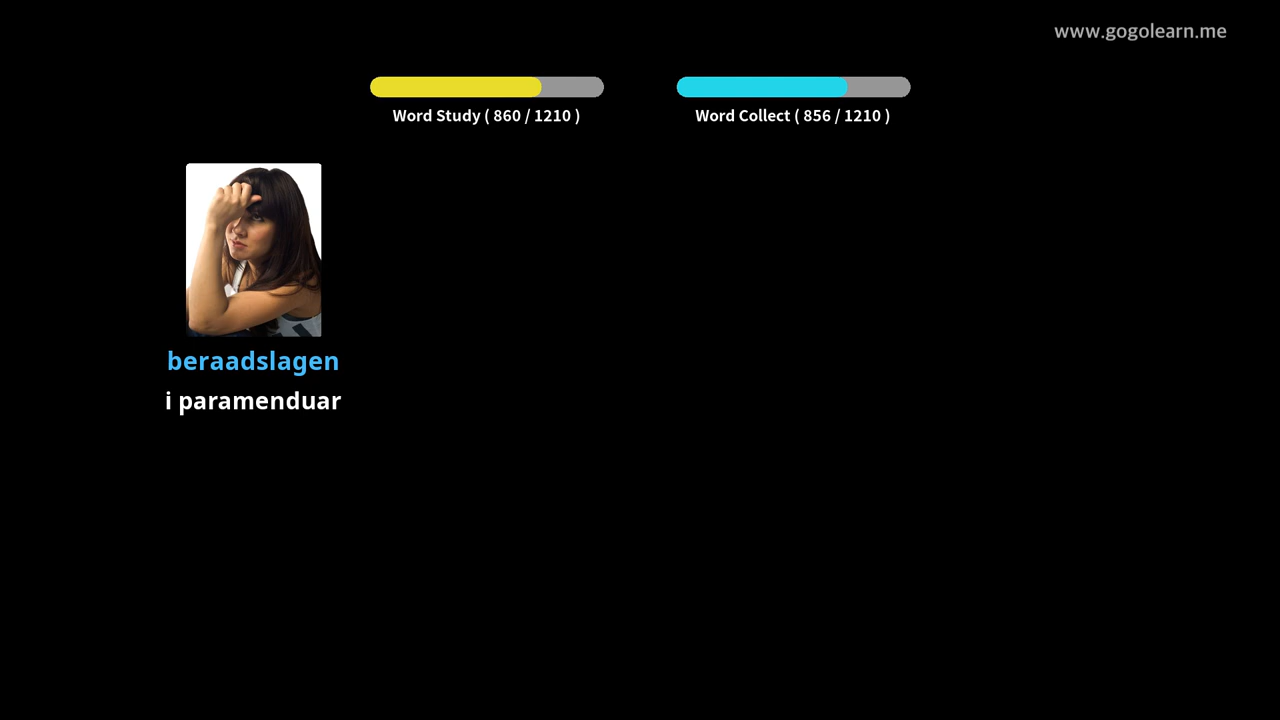 www.gogolearn.me
Word Study ( 860 / 1210 )
Word Collect ( 856 / 1210 )
beraadslagen
i paramenduar